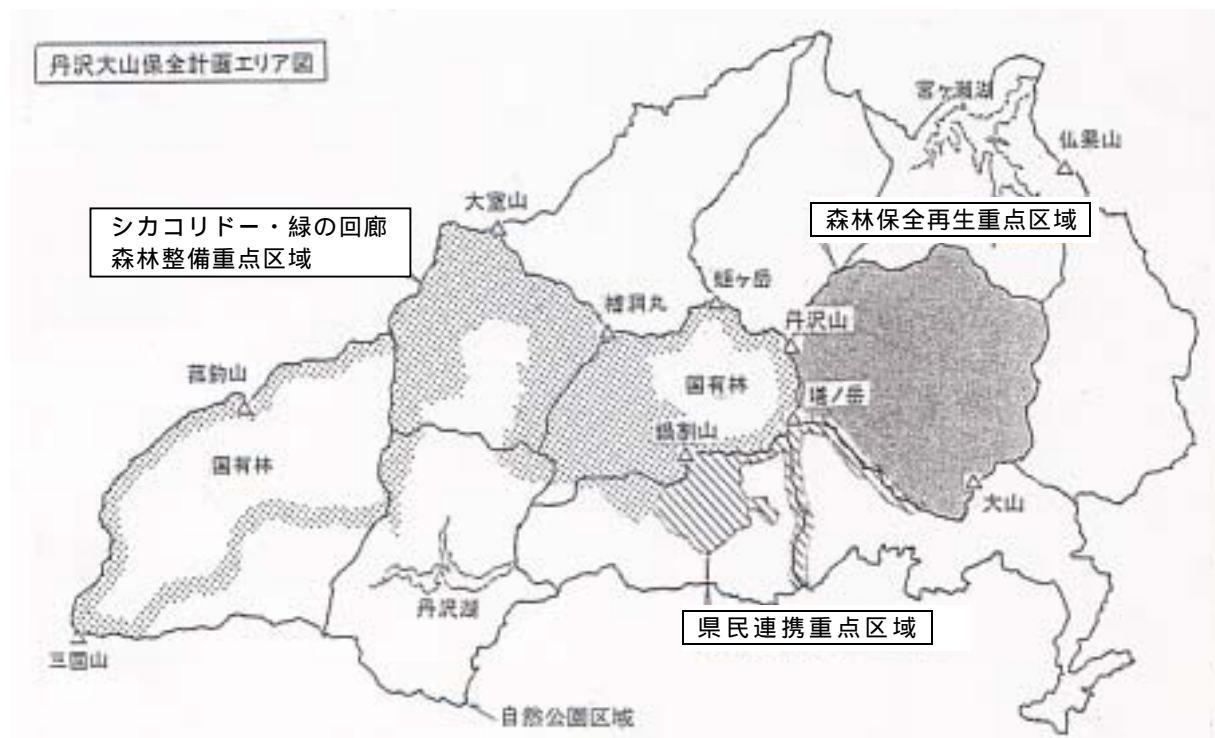 丹沢大山保全計画エリア図
宮ヶ瀬湖
仏果山
大室山
シカコリドー・緑の回廊
森林整備重点区域
森林保全再生重点区域
蛭ヶ岳
檜洞丸
丹沢山
菰釣山
国有林
塔ノ岳
鍋割山
国有林
大山
丹沢湖
県民連携重点区域
三国山
自然公園区域